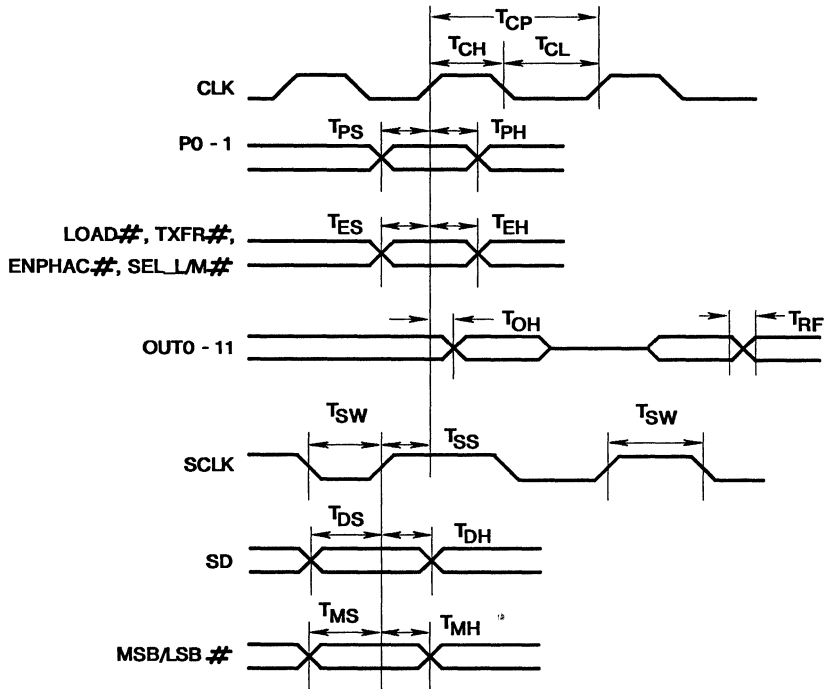 TCP
TCH TCL
CLK
TPS TPH
P0 - 1
TES TEH
LOAD#, TXFR#,
ENPHAC#, SEL_L/M#
TOH TRF
OUT0 - 11
TSW TSW
TSS
SCLK
TDS TDH
SD
TMS TMH
MSB/LSB #